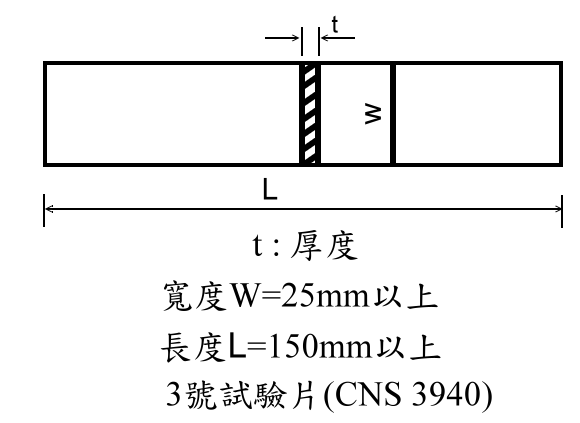 t
W
L
t : 厚度
寬度W=25mm以上
長度L=150mm以上
3號試驗片(CNS 3940)